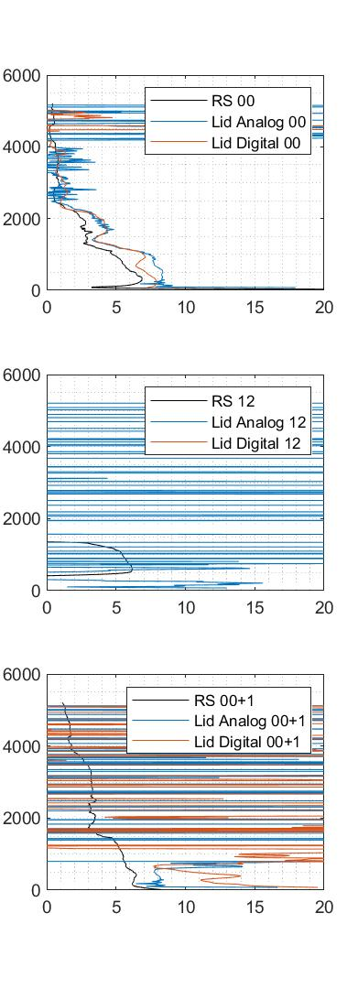 6000
4000
2000
0
0 5 10 15 20
RS 00
Lid Analog 00
Lid Digital 00
6000
4000
2000
0
0 5 10 15 20
RS 12
Lid Analog 12
Lid Digital 12
6000
4000
2000
0
0 5 10 15 20
RS 00+1
Lid Analog 00+1
Lid Digital 00+1